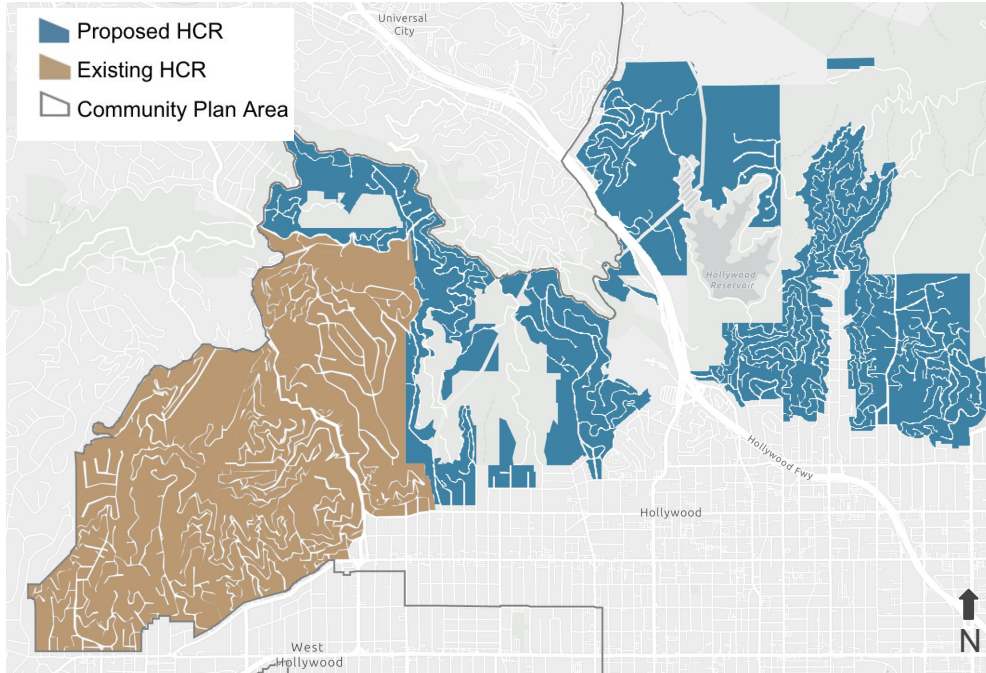 Proposed HCR
Existing HCR
Community Plan Area
Universal
City
Hollywood
Reservoir
Hollywood Fwy
Hollywood
West
Hollywood
N